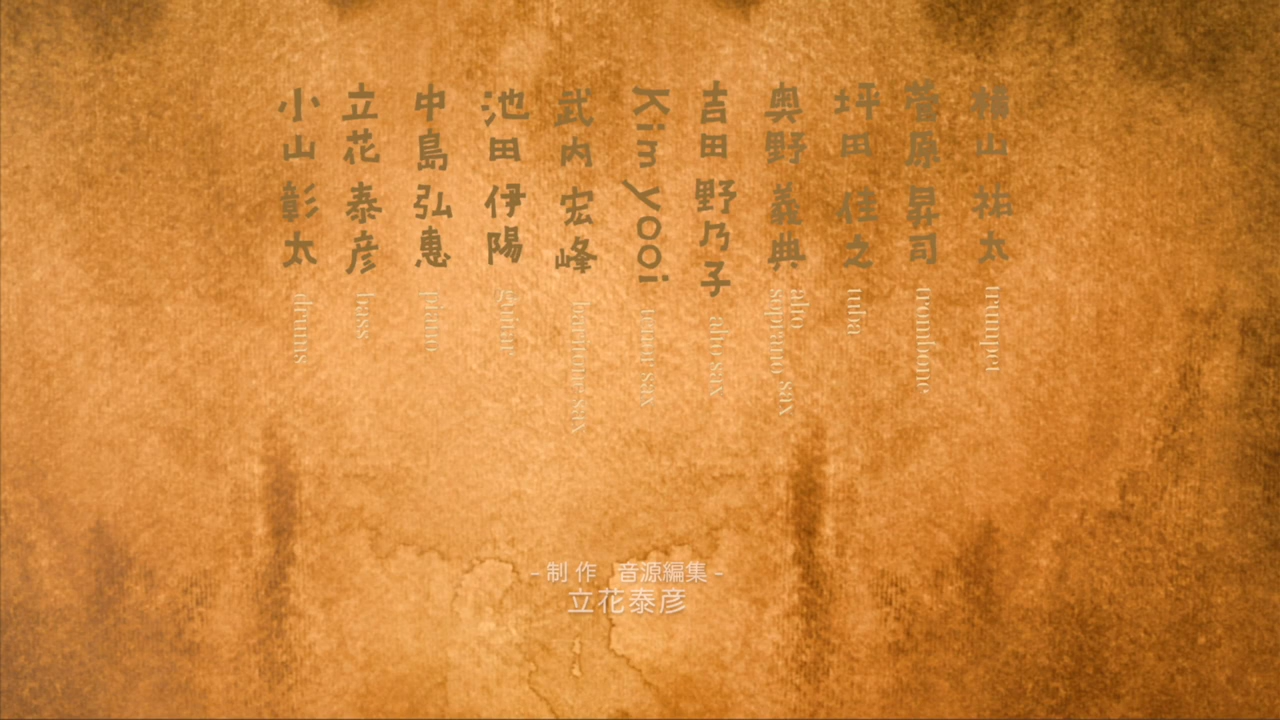 横山 祐太 trumpet
菅原 昇司 trombone
坪田 佳之 tuba
奥野 義典 alto soprano sax
吉田 野乃子 alto sax
Kim yooi tenor sax
武内 宏峰 baritone sax
池田 伊陽 guitar
中島 弘惠 piano
立花 泰彦 bass
小山 彰太 drums
- 制 作 音源編集 -
立花泰彦